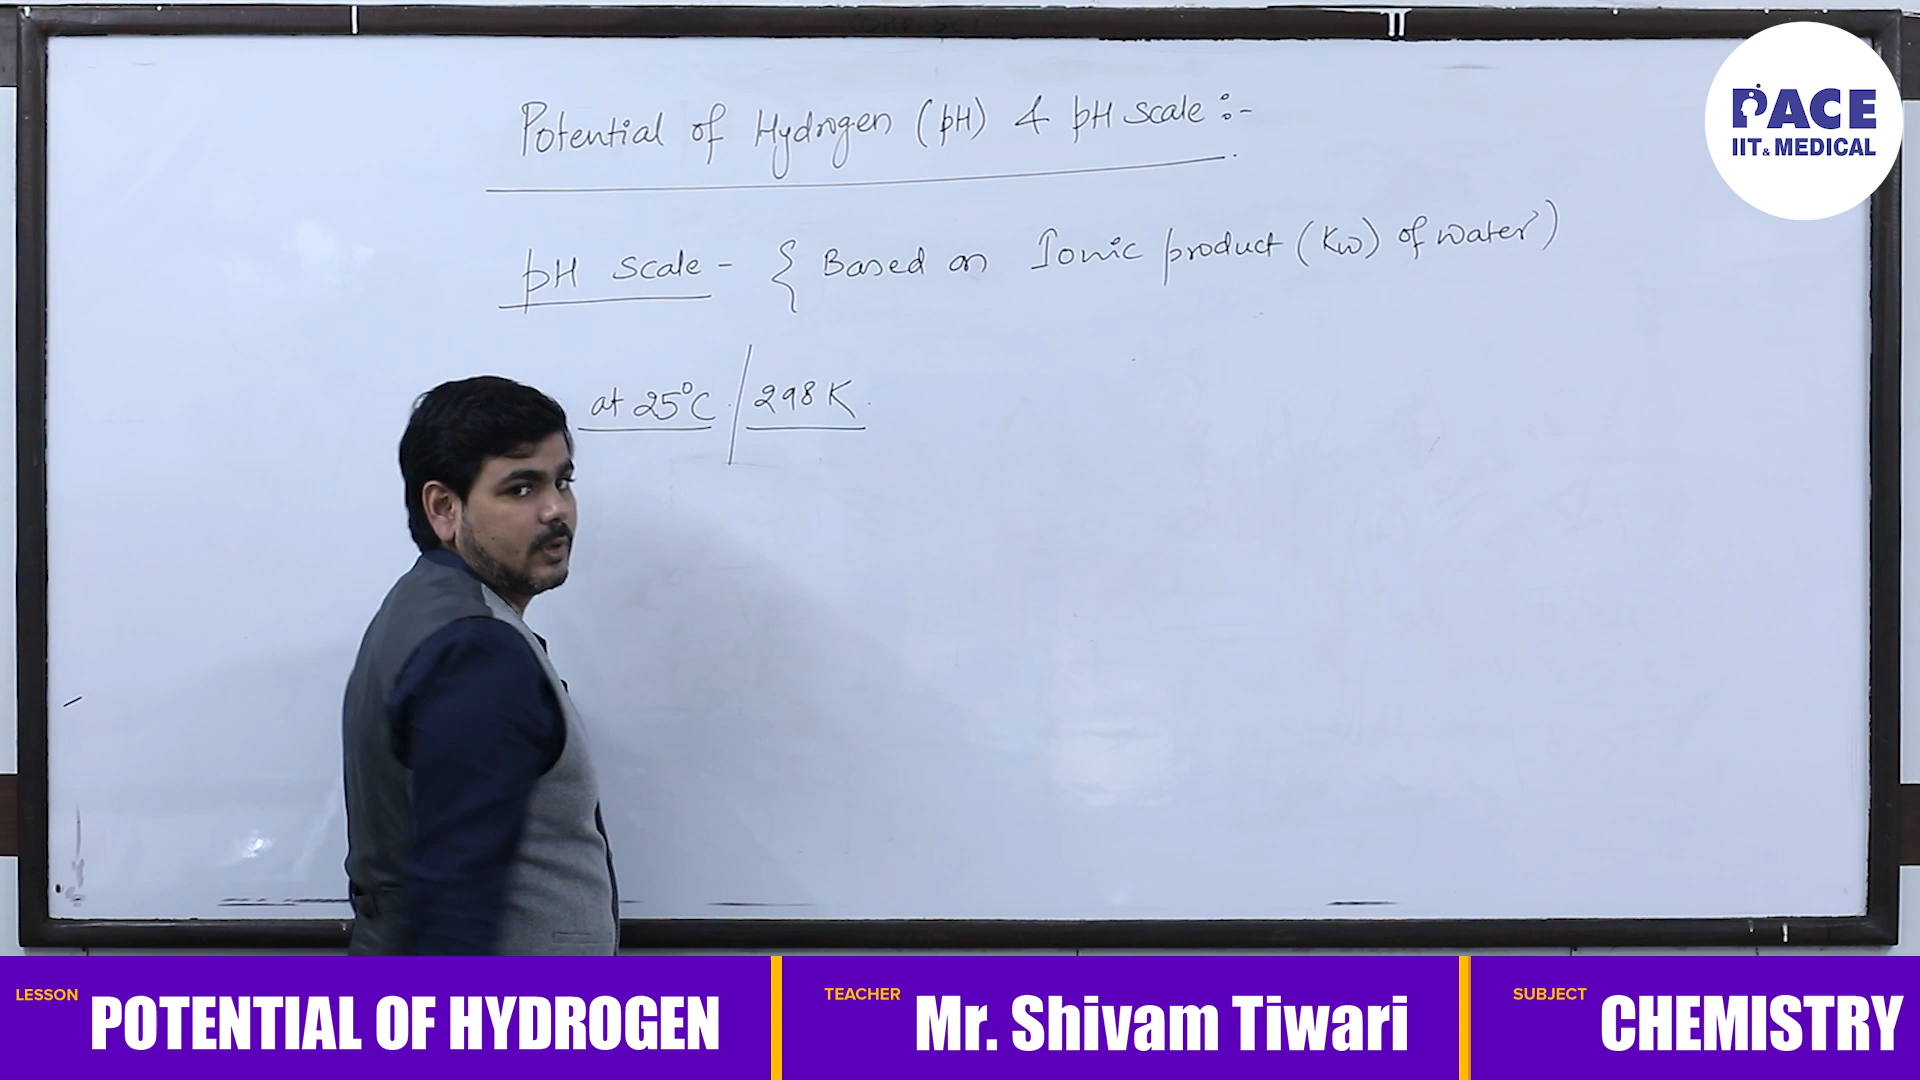 Potential of Hydrogen (pH) & pH scale :-
pH scale - { Based on Ionic product (Kw) of water )
at 25°C / 298 K
PACE
IIT & MEDICAL
LESSON POTENTIAL OF HYDROGEN
TEACHER Mr. Shivam Tiwari
SUBJECT CHEMISTRY